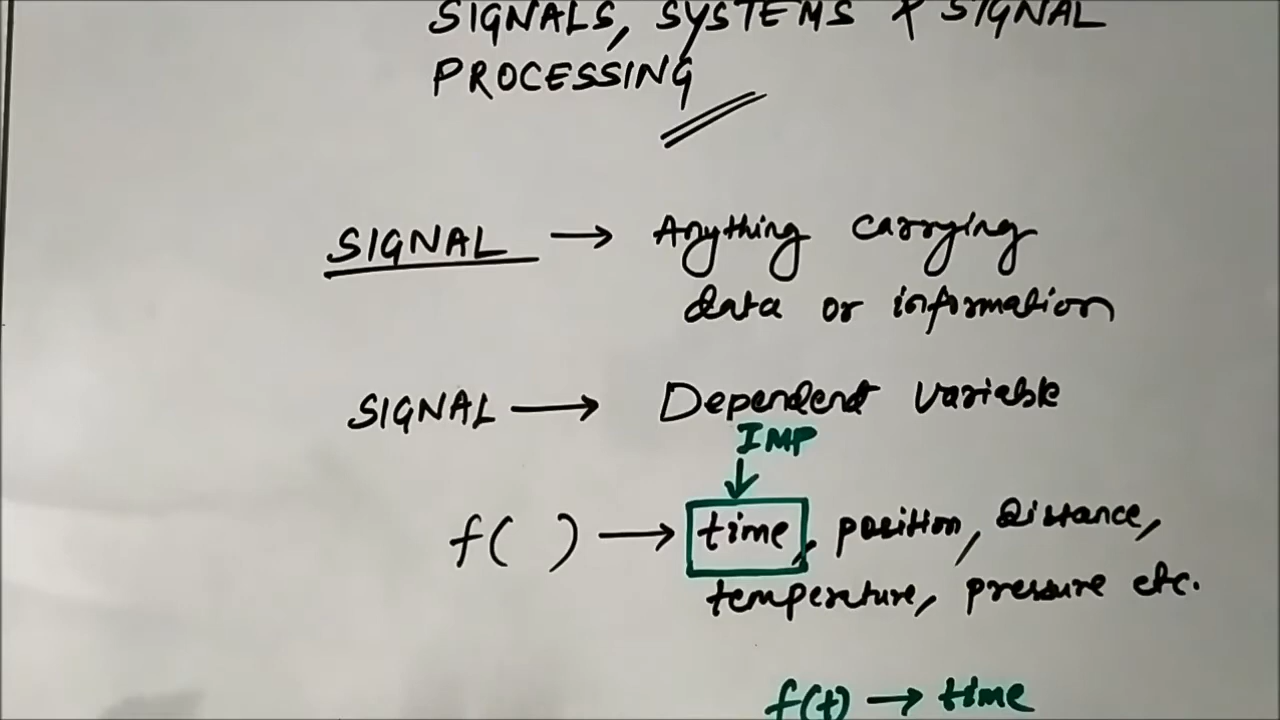 SIGNALS, SYSTEMS & SIGNAL
PROCESSING
SIGNAL → Anything carrying
data or information
SIGNAL → Dependent variable
IMP
↓
f( ) → time, position, distance,
temperature, pressure etc.
f(t) → time